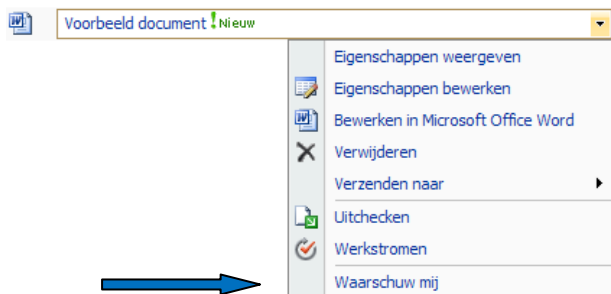 Voorbeeld document ! Nieuw
Eigenschappen weergeven
Eigenschappen bewerken
Bewerken in Microsoft Office Word
Verwijderen
Verzenden naar
Uitchecken
Werkstromen
Waarschuw mij